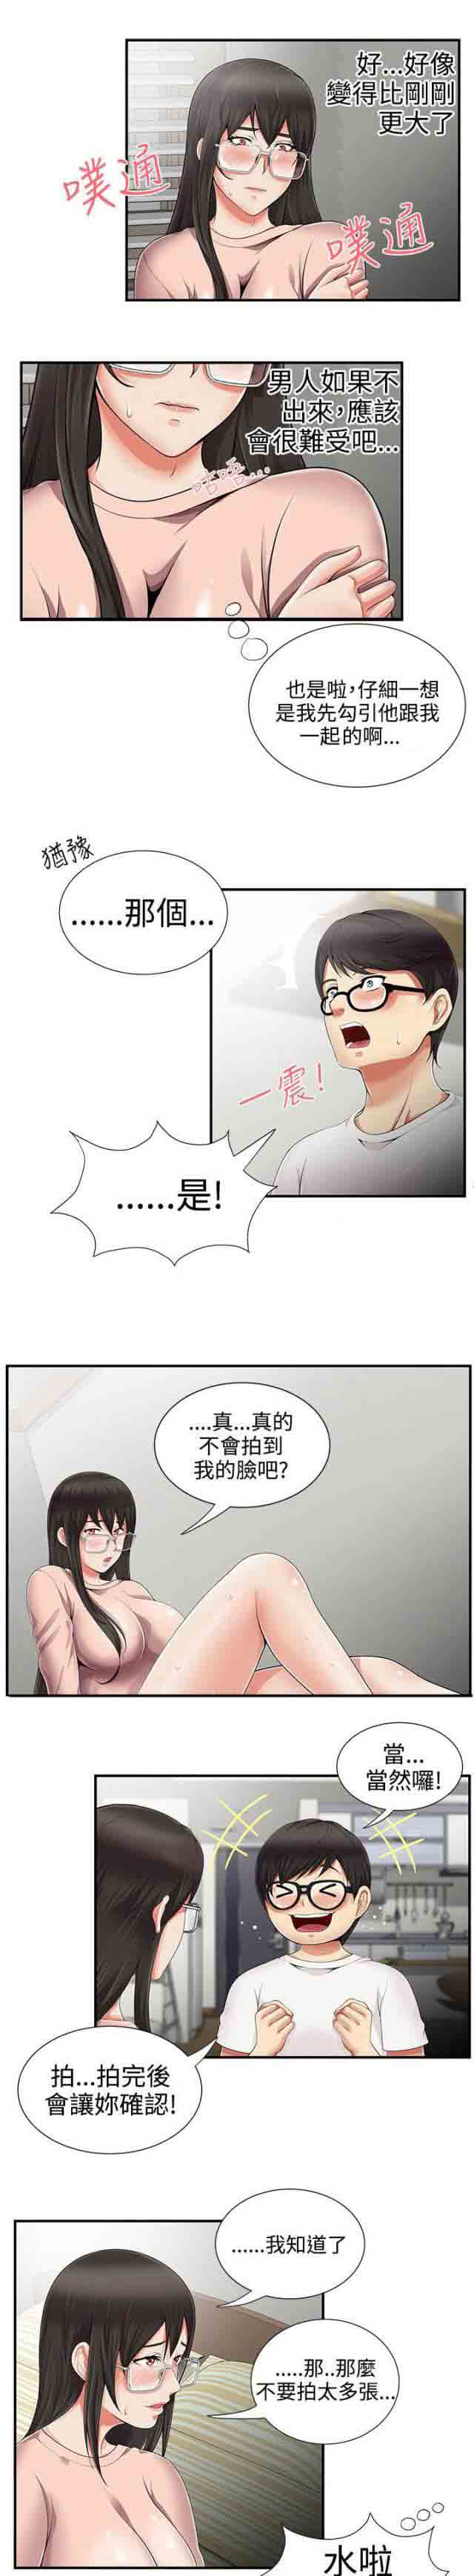 好...好像
變得比剛剛
更大了
噗通
噗通
男人如果不
出來,應該
會很難受吧...
咕唔....
也是啦,仔細一想
是我先勾引他跟我
一起的啊...
猶豫
......那個...
一震!
......是!
....真...真的
不會拍到
我的臉吧?
當...
當然囉!
拍...拍完後
會讓妳確認!
......我知道了
.....那..那麼
不要拍太多張...
水啦